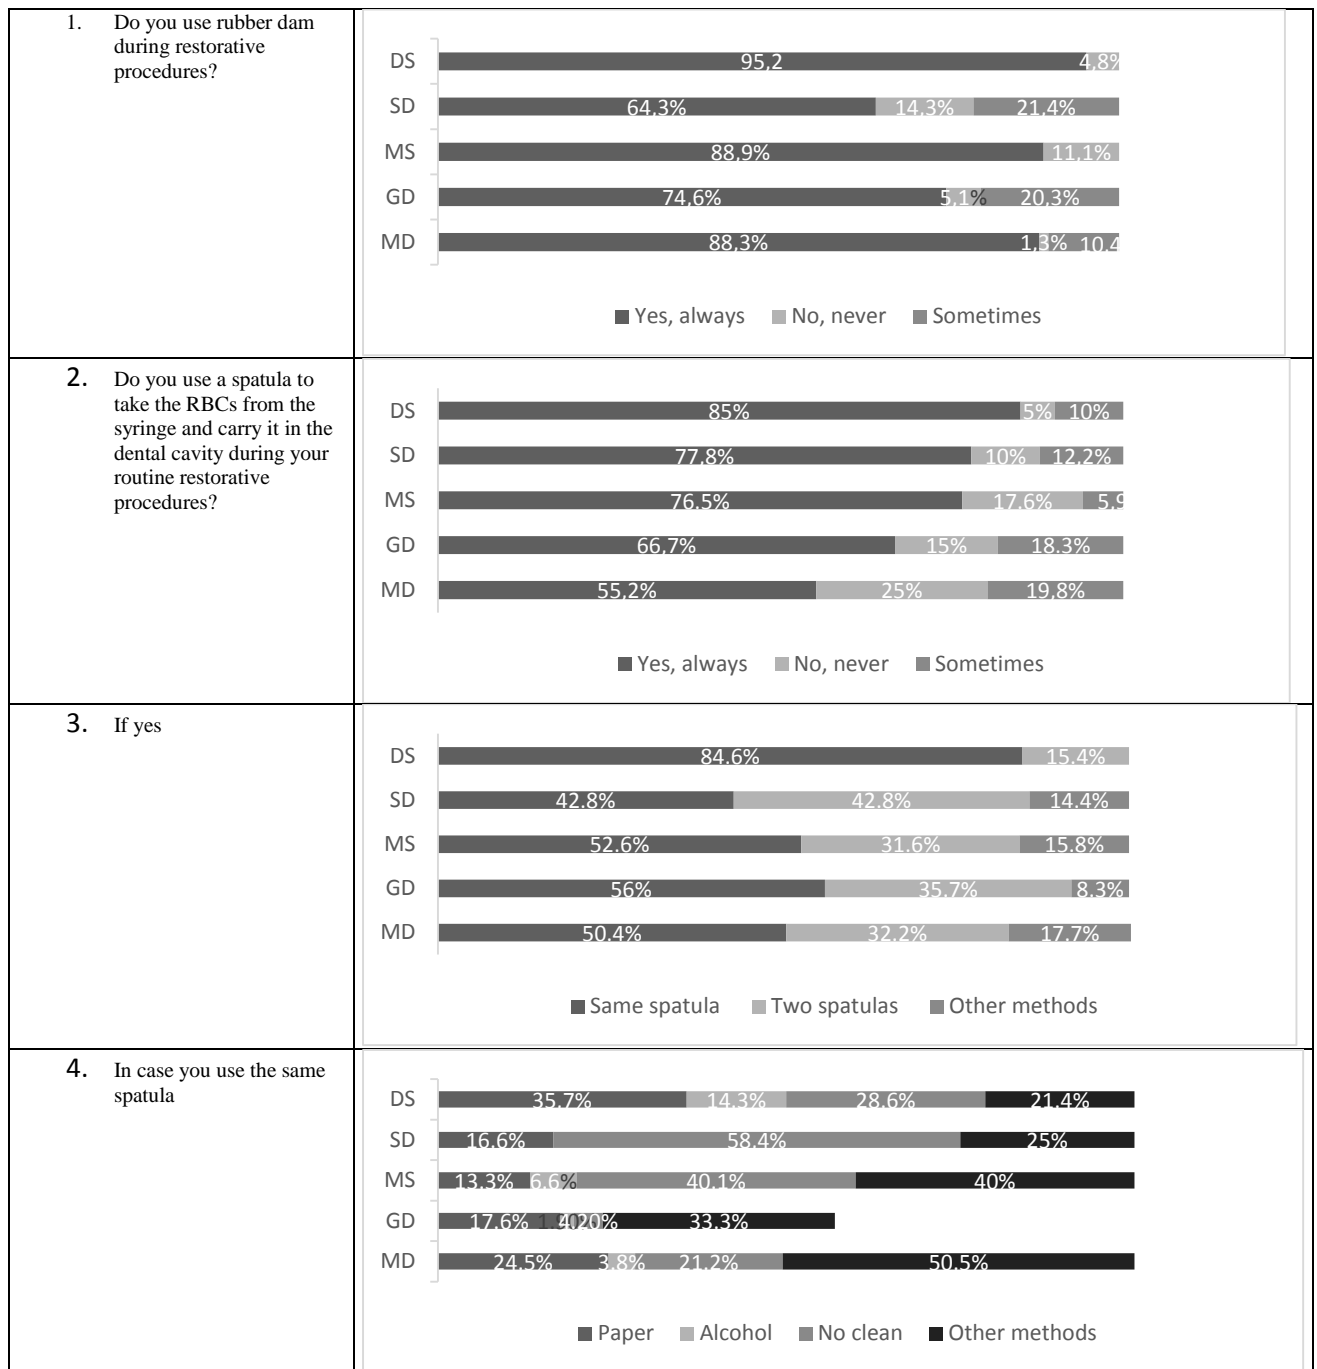 1. Do you use rubber dam
during restorative
procedures?
DS 95,2 4,8%
SD 64,3% 14,3% 21,4%
MS 88,9% 11,1%
GD 74,6% 5,1% 20,3%
MD 88,3% 1,3% 10,4
Yes, always No, never Sometimes
2. Do you use a spatula to
take the RBCs from the
syringe and carry it in the
dental cavity during your
routine restorative
procedures?
DS 85% 5% 10%
SD 77,8% 10% 12,2%
MS 76,5% 17,6% 5,9
GD 66,7% 15% 18.3%
MD 55,2% 25% 19,8%
Yes, always No, never Sometimes
3. If yes
DS 84.6% 15.4%
SD 42.8% 42.8% 14.4%
MS 52.6% 31.6% 15.8%
GD 56% 35.7% 8.3%
MD 50.4% 32.2% 17.7%
Same spatula Two spatulas Other methods
4. In case you use the same
spatula
DS 35.7% 14.3% 28.6% 21.4%
SD 16.6% 58.4% 25%
MS 13.3% 6.6% 40.1% 40%
GD 17.6% 4.20% 33.3%
MD 24.5% 3.8% 21.2% 50.5%
Paper Alcohol No clean Other methods